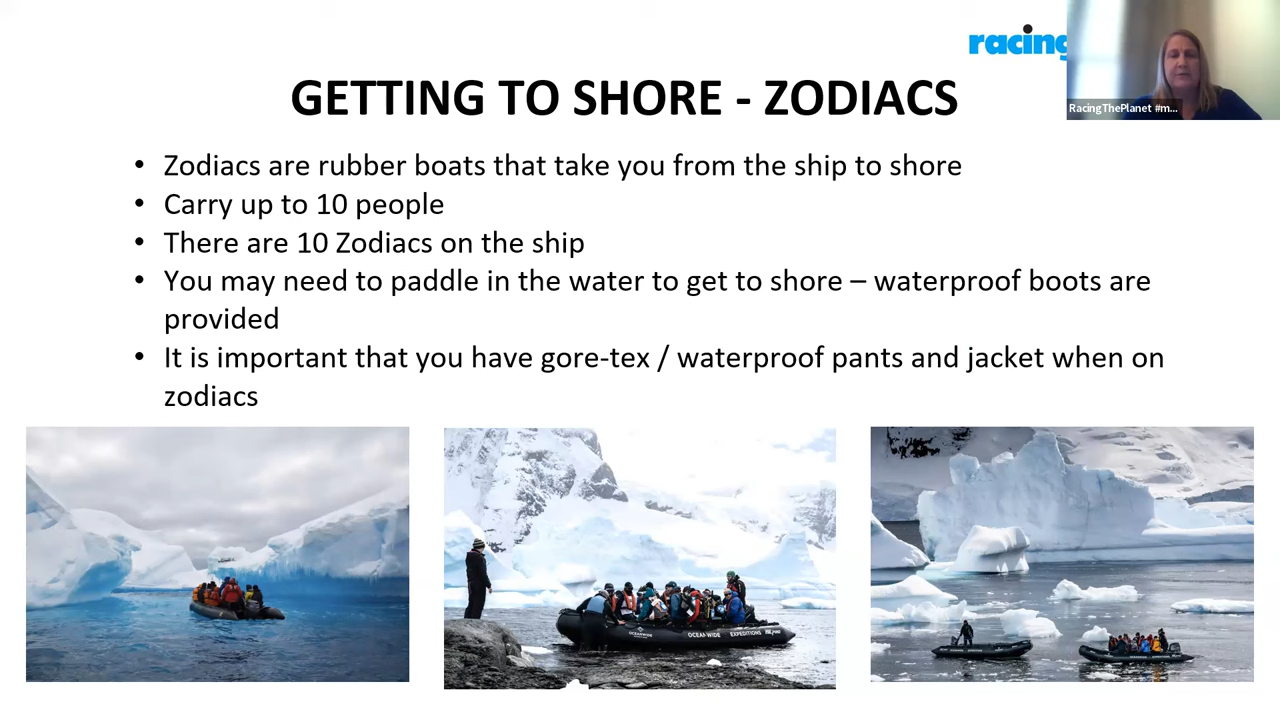 racing
RacingThePlanet #m...
GETTING TO SHORE - ZODIACS
• Zodiacs are rubber boats that take you from the ship to shore
• Carry up to 10 people
• There are 10 Zodiacs on the ship
• You may need to paddle in the water to get to shore – waterproof boots are
provided
• It is important that you have gore-tex / waterproof pants and jacket when on
zodiacs
OCEANWIDE OCEANWIDE EXPEDITIONS